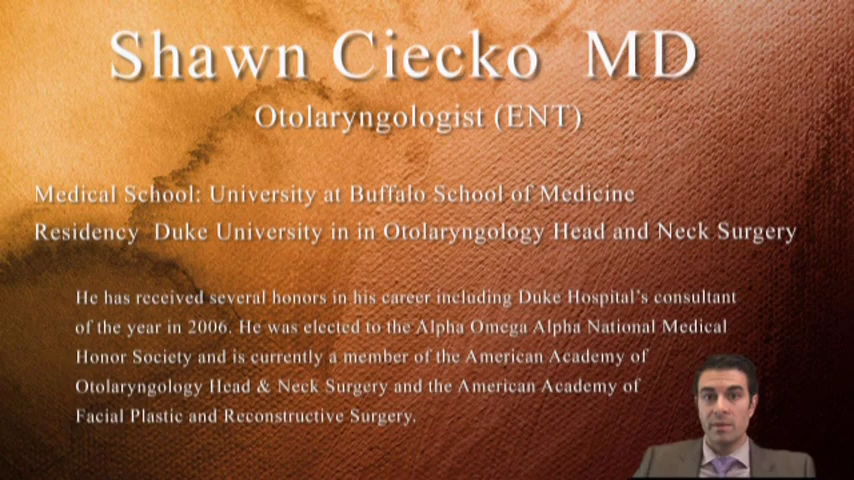 Shawn Ciecko MD
Otolaryngologist (ENT)
Medical School: University at Buffalo School of Medicine
Residency Duke University in in Otolaryngology Head and Neck Surgery
He has received several honors in his career including Duke Hospital's consultant
of the year in 2006. He was elected to the Alpha Omega Alpha National Medical
Honor Society and is currently a member of the American Academy of
Otolaryngology Head & Neck Surgery and the American Academy of
Facial Plastic and Reconstructive Surgery.